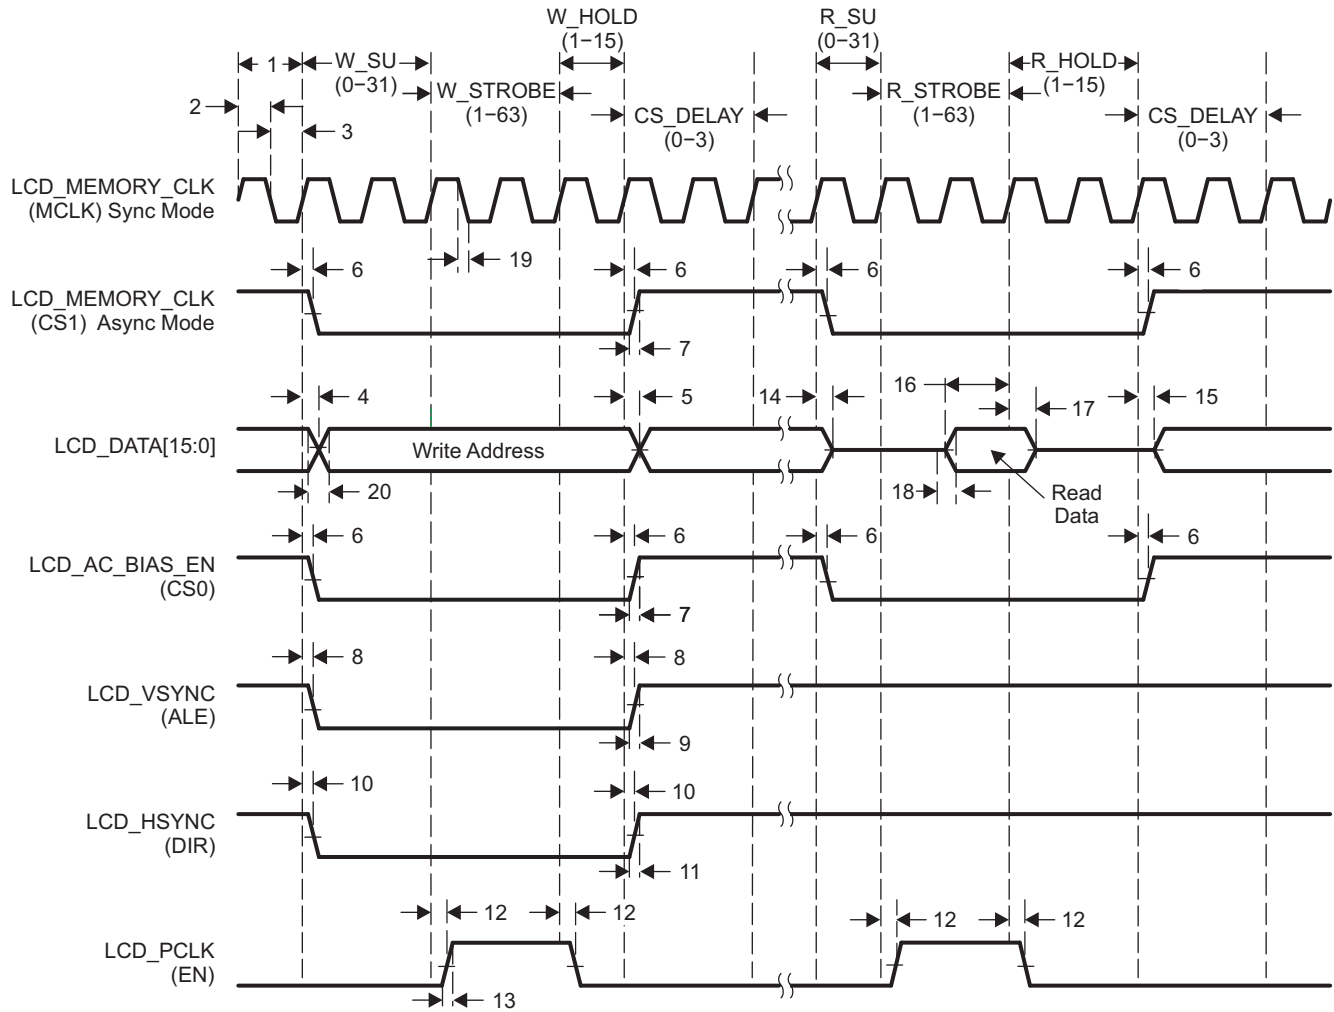 W_HOLD
(1−15)
R_SU
(0−31)
1
W_SU
(0−31)
R_HOLD
(1−15)
W_STROBE
(1−63)
R_STROBE
(1−63)
2
CS_DELAY
(0−3)
CS_DELAY
(0−3)
3
LCD_MEMORY_CLK
(MCLK) Sync Mode
19
6
6
6
6
LCD_MEMORY_CLK
(CS1) Async Mode
7
4
5
14
16
17
15
LCD_DATA[15:0]
Write Address
20
18
Read
Data
6
6
6
6
LCD_AC_BIAS_EN
(CS0)
7
8
8
LCD_VSYNC
(ALE)
9
10
10
LCD_HSYNC
(DIR)
11
12
12
12
12
LCD_PCLK
(EN)
13